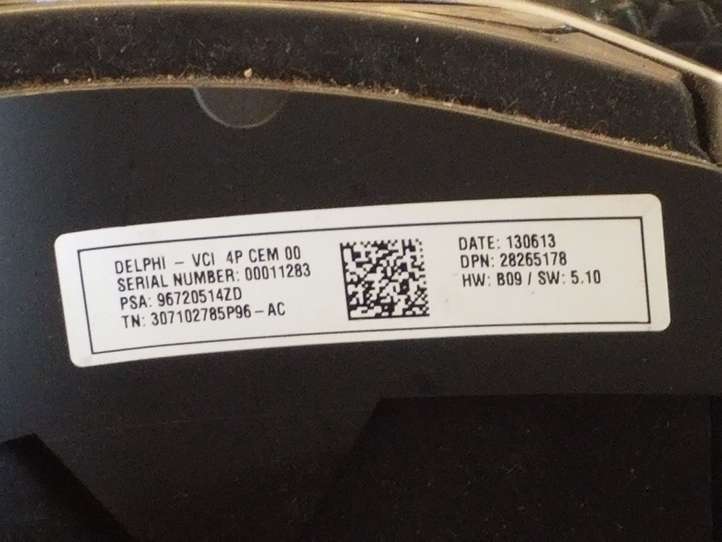 DELPHI - VCI 4P CEM 00
SERIAL NUMBER: 00011283
PSA: 96720514ZD
TN: 307102785P96-AC
DATE: 130613
DPN: 28265178
HW: B09 / SW: 5.10